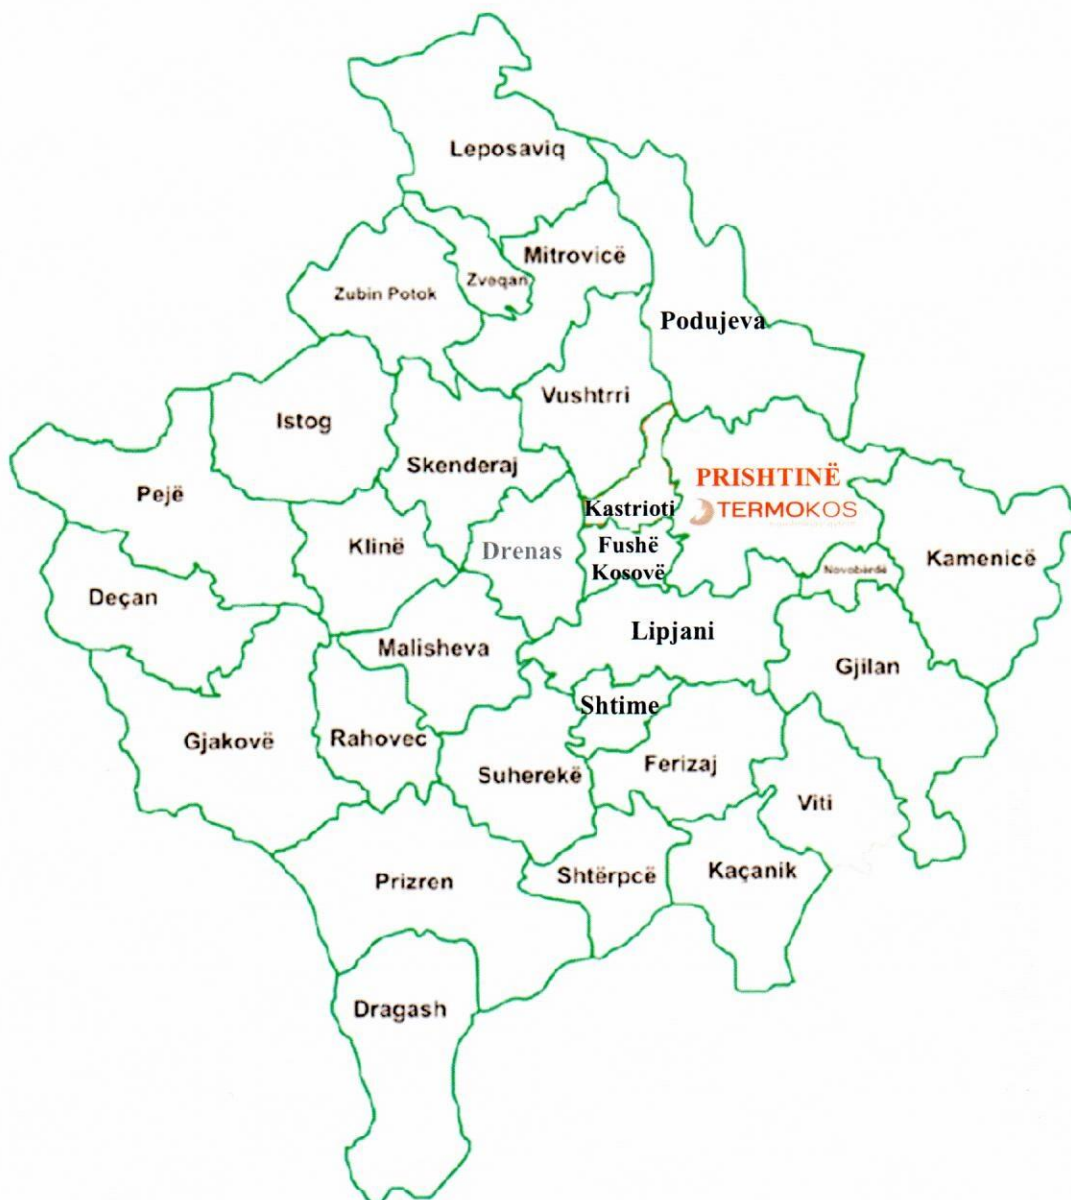 Leposaviq
Mitrovicë
Zveqan
Zubin Potok
Podujeva
Vushtrri
Istog
Skenderaj
PRISHTINË
TERMOKOS
Pejë
Kastrioti
Klinë
Drenas
Fushë
Kosovë
Kamenicë
Novobërdë
Deçan
Lipjani
Malisheva
Gjilan
Shtime
Gjakovë
Rahovec
Ferizaj
Suherekë
Viti
Kaçanik
Shtërpcë
Prizren
Dragash